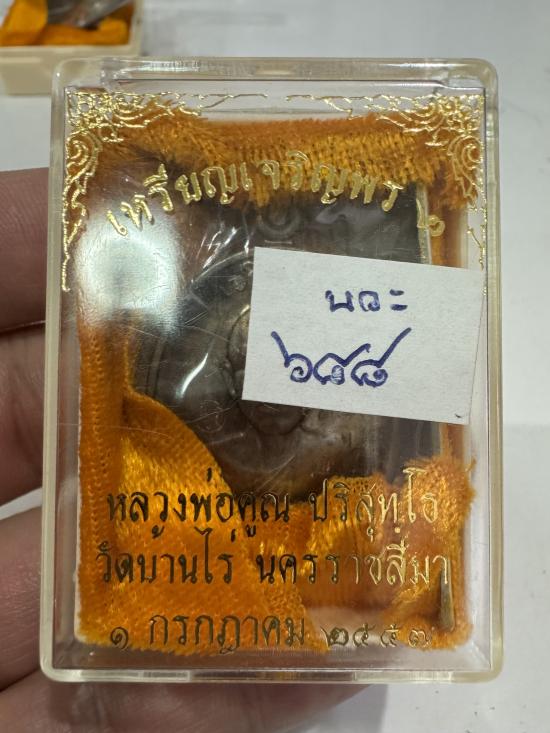 เหรียญเจริญพร ๒
นวะ
๖๘๘
หลวงพ่อคูณ ปริสุทโธ
วัดบ้านไร่ นครราชสีมา
๑ กรกฎาคม ๒๕๕๗